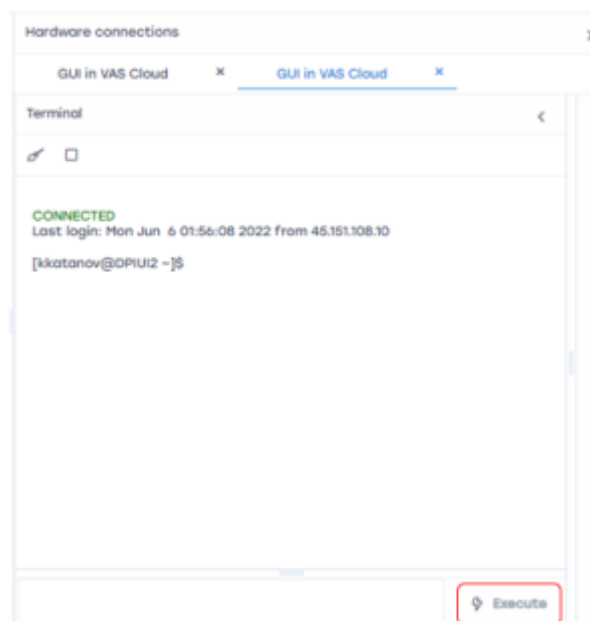 Hardware connections
GUI in VAS Cloud × GUI in VAS Cloud ×
Terminal
CONNECTED
Last login: Mon Jun 6 01:56:08 2022 from 45.151.108.10
[kkatanov@DPIUI2 ~]$
Execute